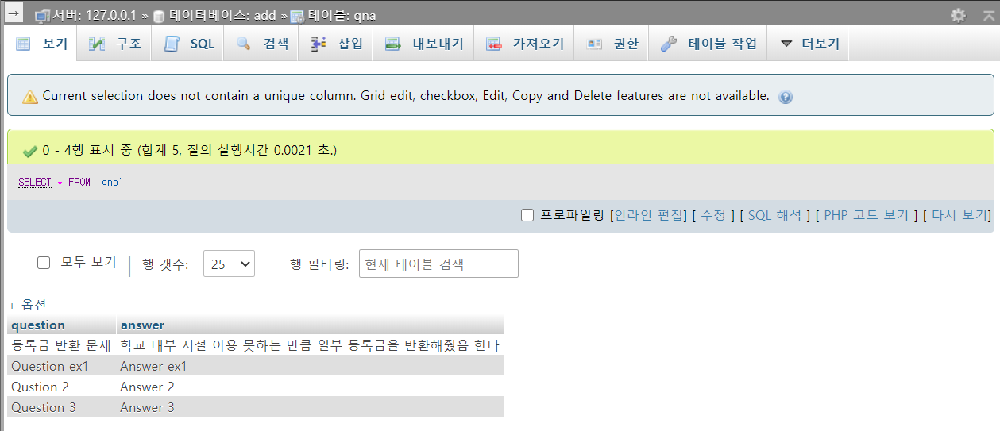 서버: 127.0.0.1 » 데이터베이스: add » 테이블: qna
보기 구조 SQL 검색 삽입 내보내기 가져오기 권한 테이블 작업 더보기
Current selection does not contain a unique column. Grid edit, checkbox, Edit, Copy and Delete features are not available.
0 - 4행 표시 중 (합계 5, 질의 실행시간 0.0021 초.)
SELECT * FROM `qna`
프로파일링 [인라인 편집] [ 수정 ] [ SQL 해석 ] [ PHP 코드 보기 ] [ 다시 보기]
모두 보기 | 행 갯수: 25 행 필터링: 현재 테이블 검색
+ 옵션
question answer
등록금 반환 문제 학교 내부 시설 이용 못하는 만큼 일부 등록금을 반환해줬음 한다
Question ex1 Answer ex1
Qustion 2 Answer 2
Question 3 Answer 3